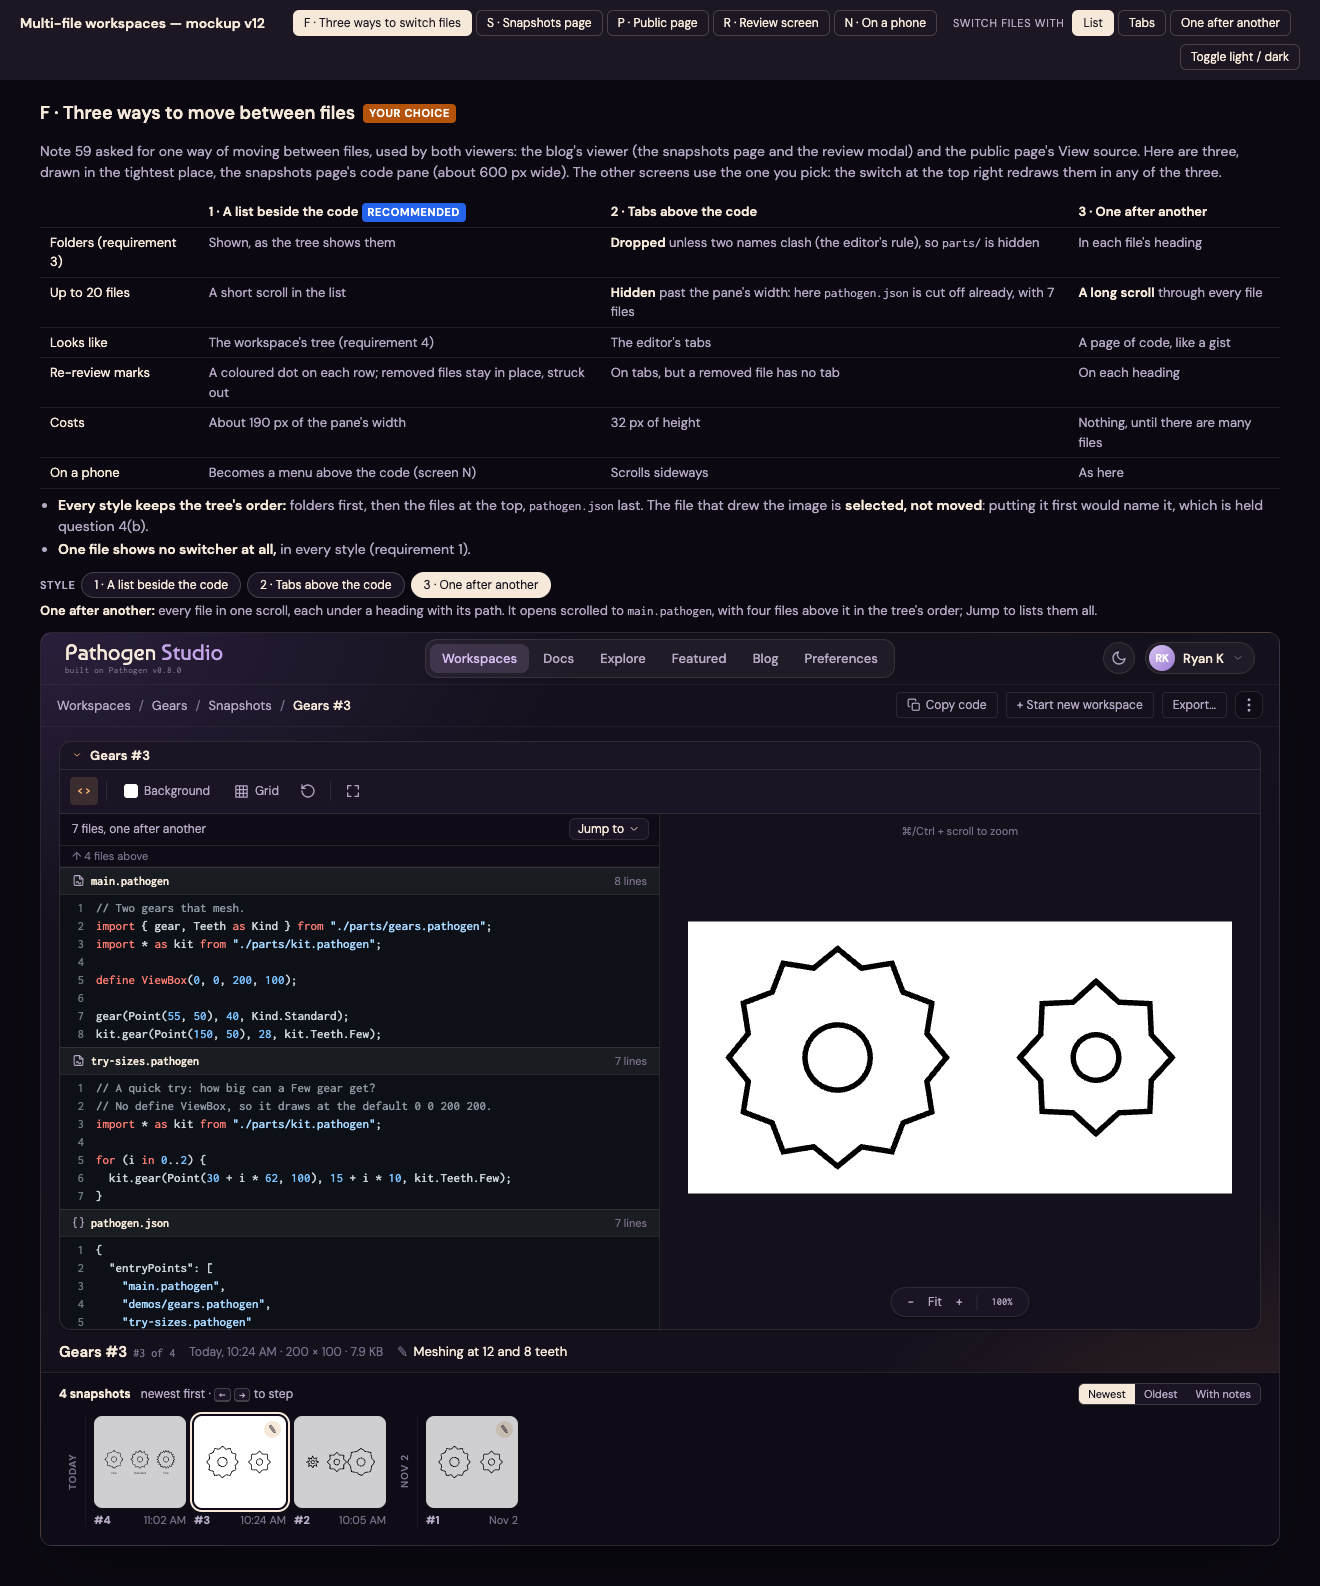 Multi-file workspaces — mockup v12
F · Three ways to switch files
S · Snapshots page
P · Public page
R · Review screen
N · On a phone
SWITCH FILES WITH
List
Tabs
One after another
Toggle light / dark
F · Three ways to move between files YOUR CHOICE
Note 59 asked for one way of moving between files, used by both viewers: the blog's viewer (the snapshots page and the review modal) and the public page's View source. Here are three,
drawn in the tightest place, the snapshots page's code pane (about 600 px wide). The other screens use the one you pick: the switch at the top right redraws them in any of the three.
1 · A list beside the code RECOMMENDED
2 · Tabs above the code
3 · One after another
Folders (requirement
3)
Shown, as the tree shows them
Dropped unless two names clash (the editor's rule), so parts/ is hidden
In each file's heading
Up to 20 files
A short scroll in the list
Hidden past the pane's width: here pathogen.json is cut off already, with 7
files
A long scroll through every file
Looks like
The workspace's tree (requirement 4)
The editor's tabs
A page of code, like a gist
Re-review marks
A coloured dot on each row; removed files stay in place, struck
out
On tabs, but a removed file has no tab
On each heading
Costs
About 190 px of the pane's width
32 px of height
Nothing, until there are many
files
On a phone
Becomes a menu above the code (screen N)
Scrolls sideways
As here
• Every style keeps the tree's order: folders first, then the files at the top, pathogen.json last. The file that drew the image is selected, not moved: putting it first would name it, which is held
question 4(b).
• One file shows no switcher at all, in every style (requirement 1).
STYLE
1 · A list beside the code
2 · Tabs above the code
3 · One after another
One after another: every file in one scroll, each under a heading with its path. It opens scrolled to main.pathogen, with four files above it in the tree's order; Jump to lists them all.
Pathogen Studio
built on Pathogen v0.8.0
Workspaces
Docs
Explore
Featured
Blog
Preferences
RK
Ryan K
Workspaces / Gears / Snapshots / Gears #3
Copy code
+ Start new workspace
Export…
Gears #3
Background
Grid
7 files, one after another
Jump to
↑ 4 files above
main.pathogen
8 lines
1 // Two gears that mesh.
2 import { gear, Teeth as Kind } from "./parts/gears.pathogen";
3 import * as kit from "./parts/kit.pathogen";
4
5 define ViewBox(0, 0, 200, 100);
6
7 gear(Point(55, 50), 40, Kind.Standard);
8 kit.gear(Point(150, 50), 28, kit.Teeth.Few);
try-sizes.pathogen
7 lines
1 // A quick try: how big can a Few gear get?
2 // No define ViewBox, so it draws at the default 0 0 200 200.
3 import * as kit from "./parts/kit.pathogen";
4
5 for (i in 0..2) {
6 kit.gear(Point(30 + i * 62, 100), 15 + i * 10, kit.Teeth.Few);
7 }
{} pathogen.json
7 lines
1 {
2 "entryPoints": [
3 "main.pathogen",
4 "demos/gears.pathogen",
5 "try-sizes.pathogen"
⌘/Ctrl + scroll to zoom
− Fit + 100%
Gears #3 #3 of 4 Today, 10:24 AM · 200 × 100 · 7.9 KB ✎ Meshing at 12 and 8 teeth
4 snapshots newest first · ← → to step
Newest
Oldest
With notes
TODAY
#4 11:02 AM
#3 10:24 AM
#2 10:05 AM
NOV 2
#1 Nov 2